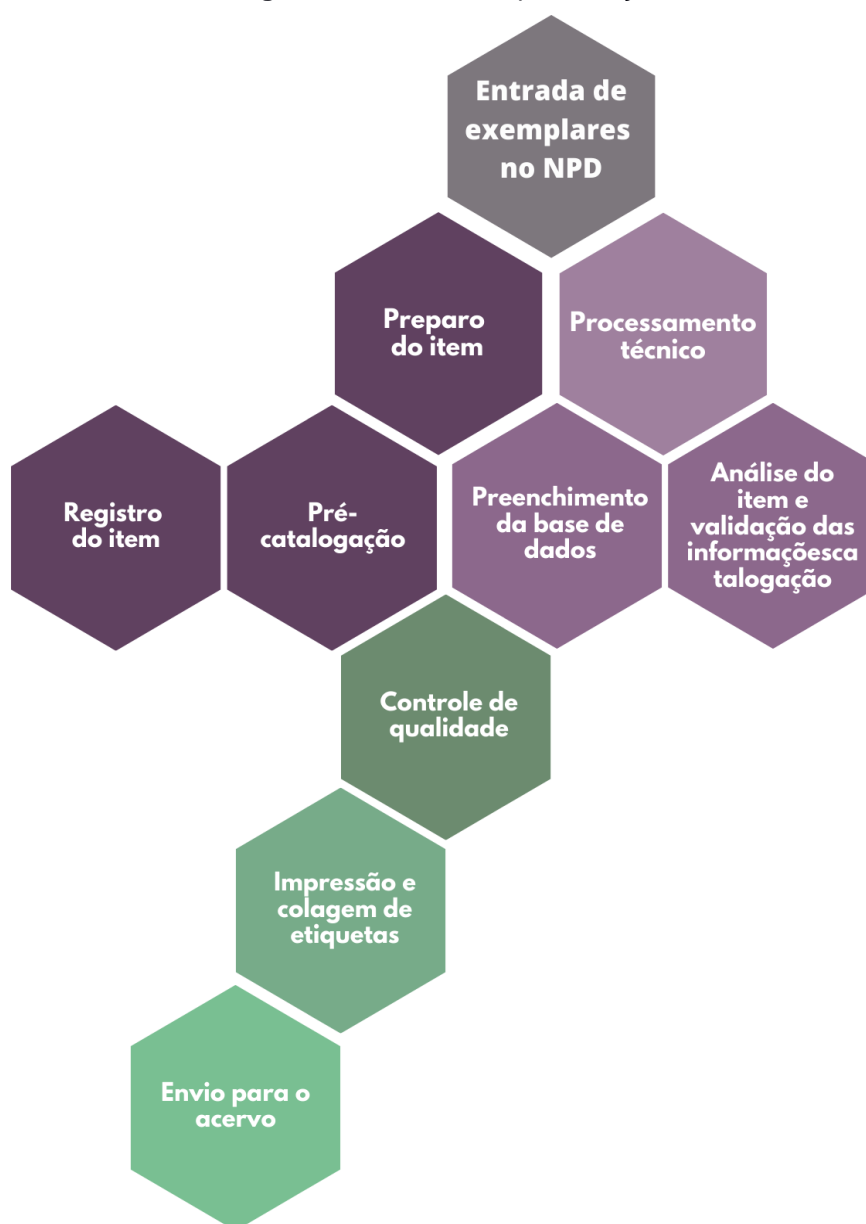 Entrada de
exemplares
no NPD
Preparo
do item
Processamento
técnico
Registro
do item
Pré-
catalogação
Preenchimento
da base de
dados
Análise do
item e
validação das
informaçõesca
talogação
Controle de
qualidade
Impressão e
colagem de
etiquetas
Envio para o
acervo